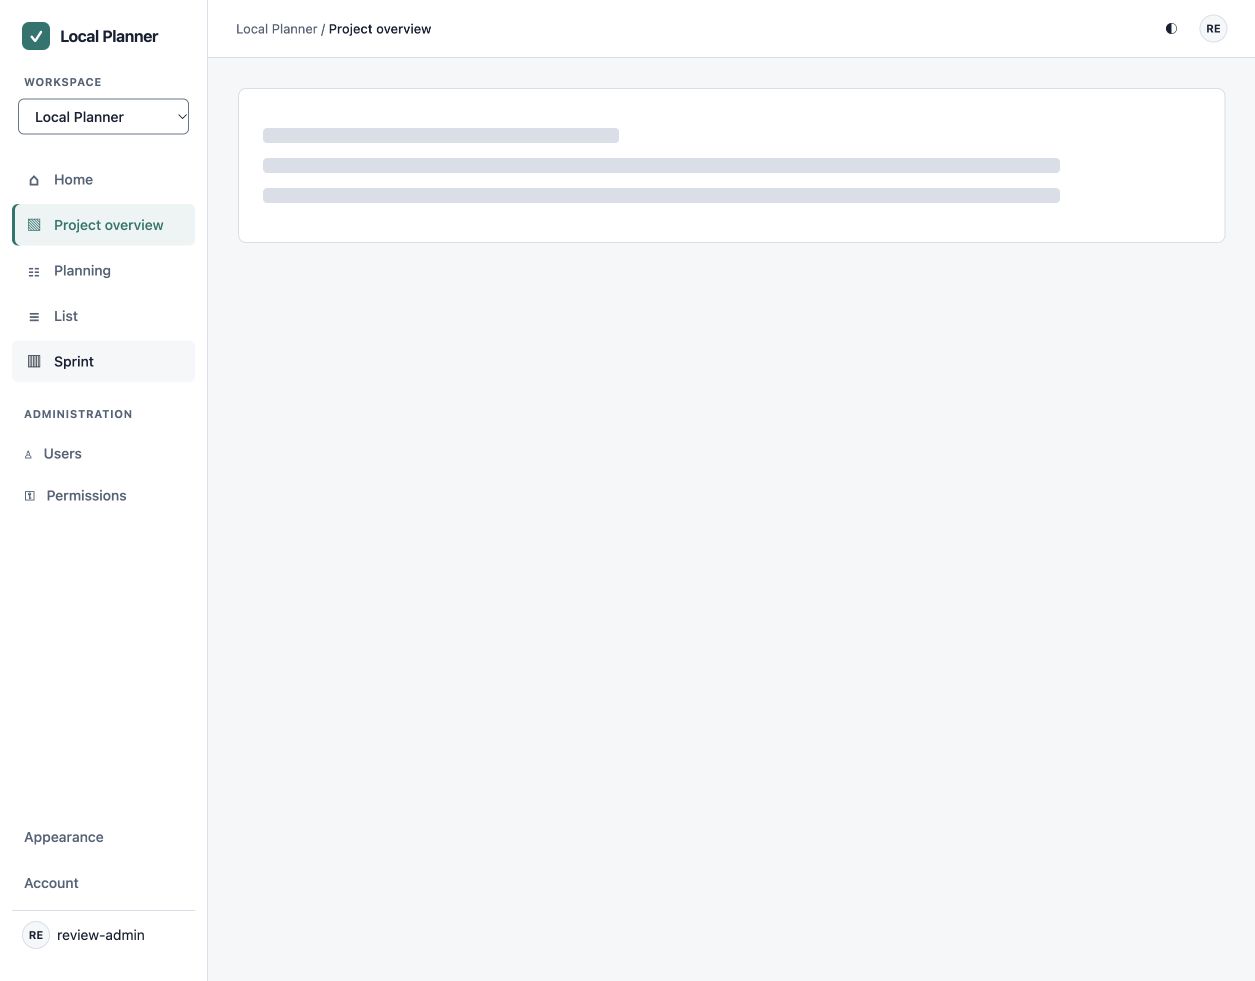 Local Planner
WORKSPACE
Local Planner
Home
Project overview
Planning
List
Sprint
ADMINISTRATION
Users
Permissions
Appearance
Account
RE review-admin
Local Planner / Project overview
RE